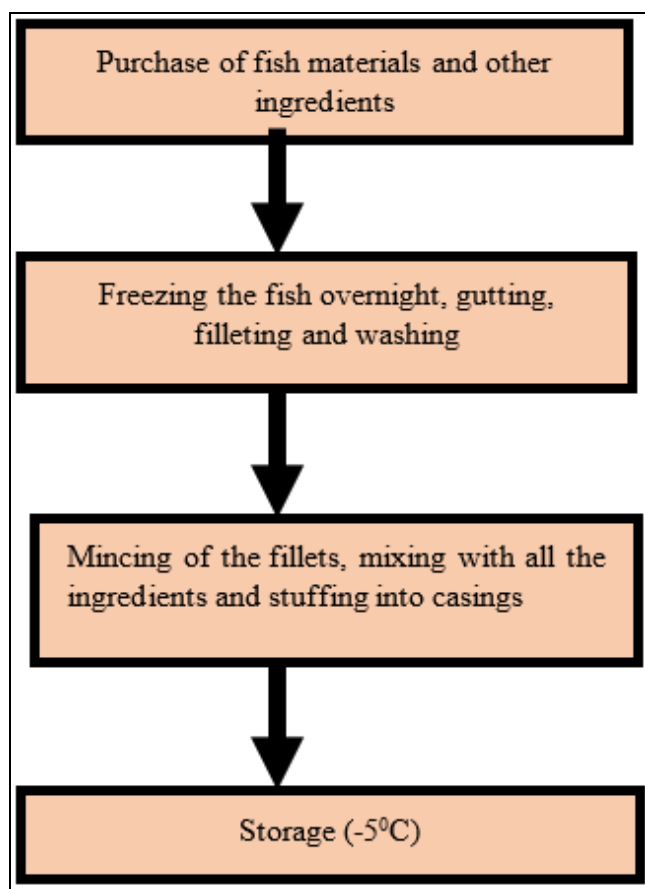 Purchase of fish materials and other
ingredients
Freezing the fish overnight, gutting,
filleting and washing
Mincing of the fillets, mixing with all the
ingredients and stuffing into casings
Storage (-5⁰C)